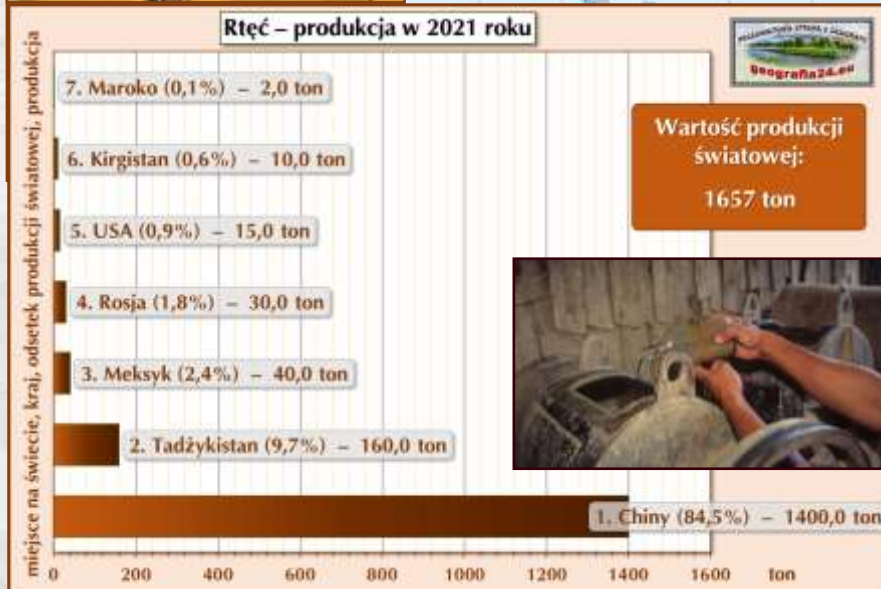 Rtęć – produkcja w 2021 roku
geografia24.eu
Wartość produkcji
światowej:
1657 ton
miejsce na świecie, kraj, odsetek produkcji światowej, produkcja
7. Maroko (0,1%) – 2,0 ton
6. Kirgistan (0,6%) – 10,0 ton
5. USA (0,9%) – 15,0 ton
4. Rosja (1,8%) – 30,0 ton
3. Meksyk (2,4%) – 40,0 ton
2. Tadżykistan (9,7%) – 160,0 ton
1. Chiny (84,5%) – 1400,0 ton
0 200 400 600 800 1000 1200 1400 1600 ton